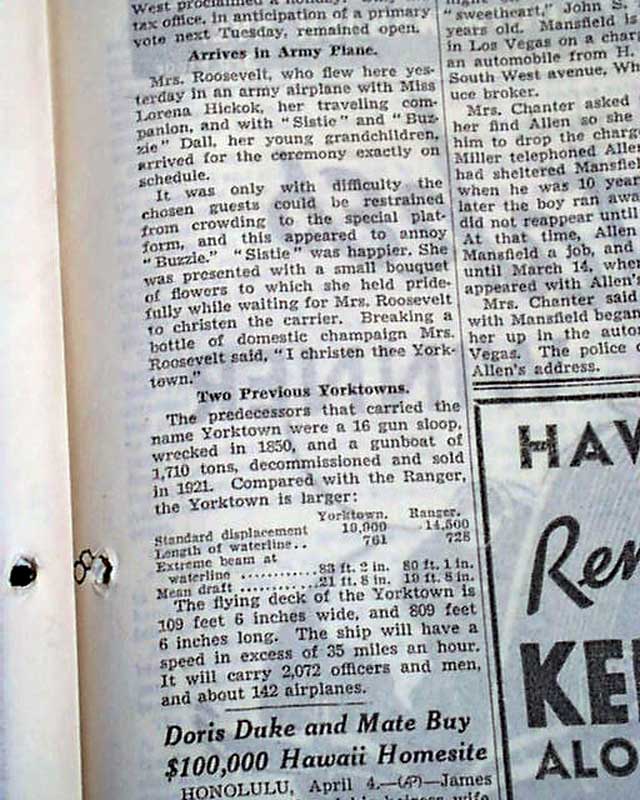 West proclaimed a holiday. The
tax office, in anticipation of a primary
vote next Tuesday, remained open.
Arrives in Army Plane.
Mrs. Roosevelt, who flew here yes-
terday in an army airplane with Miss
Lorena Hickok, her traveling com-
panion, and with "Sistie" and "Buz-
zie" Dall, her young grandchildren,
arrived for the ceremony exactly on
schedule.
It was only with difficulty the
chosen guests could be restrained
from crowding to the special plat-
form, and this appeared to annoy
"Buzzie." "Sistie" was happier. She
was presented with a small bouquet
of flowers to which she held pride-
fully while waiting for Mrs. Roosevelt
to christen the carrier. Breaking a
bottle of domestic champaign Mrs.
Roosevelt said, "I christen thee York-
town."
Two Previous Yorktowns.
The predecessors that carried the
name Yorktown were a 16 gun sloop,
wrecked in 1850, and a gunboat of
1,710 tons, decommissioned and sold
in 1921. Compared with the Ranger,
the Yorktown is larger:
Yorktown. Ranger.
Standard displacement 19,900 14,500
Length of waterline.. 761 728
Extreme beam at
waterline ..........83 ft. 2 in. 80 ft. 1 in.
Mean draft ..........21 ft. 8 in. 19 ft. 8 in.
The flying deck of the Yorktown is
109 feet 6 inches wide, and 809 feet
6 inches long. The ship will have a
speed in excess of 35 miles an hour.
It will carry 2,072 officers and men,
and about 142 airplanes.
Doris Duke and Mate Buy
$100,000 Hawaii Homesite
HONOLULU, April 4.—(AP)—James
heiress wife
"sweetheart," John S.
years old. Mansfield is
in Los Vegas on a charg
an automobile from H.
South West avenue, Wh
uce broker.
Mrs. Chanter asked
her find Allen so she
him to drop the charg
Miller telephoned Allen
had sheltered Mansfiel
when he was 10 year
later the boy ran awa
did not reappear until
At that time, Allen
Mansfield a job, and
until March 14, when
appeared with Allen's
Mrs. Chanter said
with Mansfield began
her up in the auto
Vegas. The police
Allen's address.
HAV
Ren
KE
ALO